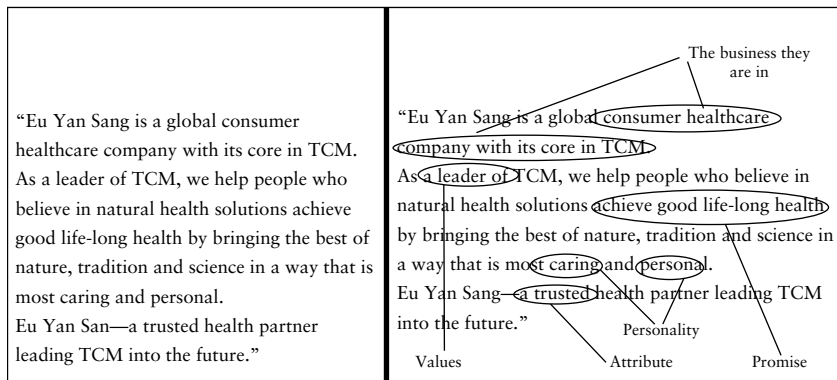 “Eu Yan Sang is a global consumer
healthcare company with its core in TCM.
As a leader of TCM, we help people who
believe in natural health solutions achieve
good life-long health by bringing the best of
nature, tradition and science in a way that is
most caring and personal.
Eu Yan San—a trusted health partner
leading TCM into the future.”
The business they
are in
“Eu Yan Sang is a global consumer healthcare
company with its core in TCM.
As a leader of TCM, we help people who believe in
natural health solutions achieve good life-long health
by bringing the best of nature, tradition and science in
a way that is most caring and personal.
Eu Yan Sang—a trusted health partner leading TCM
into the future.”
Personality
Values
Attribute
Promise